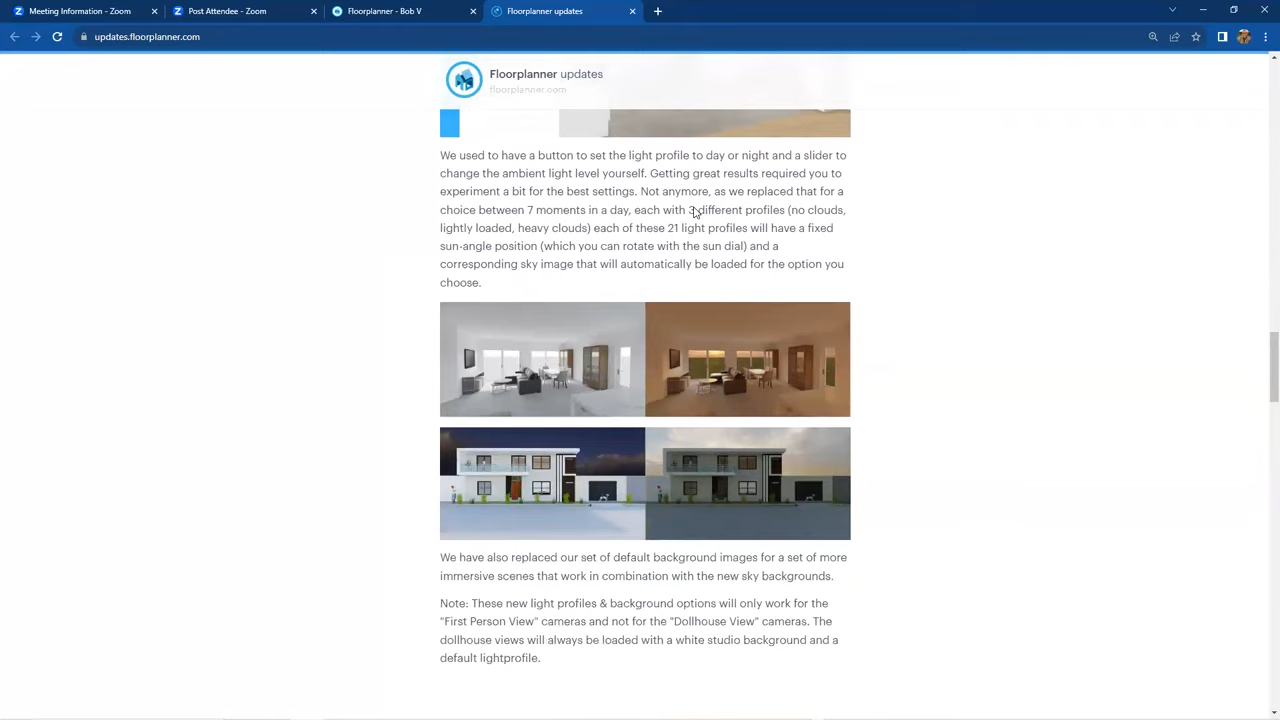 Meeting Information - Zoom
Post Attendee - Zoom
Floorplanner - Bob V
Floorplanner updates
updates.floorplanner.com
Floorplanner updates
floorplanner.com
We used to have a button to set the light profile to day or night and a slider to
change the ambient light level yourself. Getting great results required you to
experiment a bit for the best settings. Not anymore, as we replaced that for a
choice between 7 moments in a day, each with 3 different profiles (no clouds,
lightly loaded, heavy clouds) each of these 21 light profiles will have a fixed
sun-angle position (which you can rotate with the sun dial) and a
corresponding sky image that will automatically be loaded for the option you
choose.
We have also replaced our set of default background images for a set of more
immersive scenes that work in combination with the new sky backgrounds.
Note: These new light profiles & background options will only work for the
"First Person View" cameras and not for the "Dollhouse View" cameras. The
dollhouse views will always be loaded with a white studio background and a
default lightprofile.